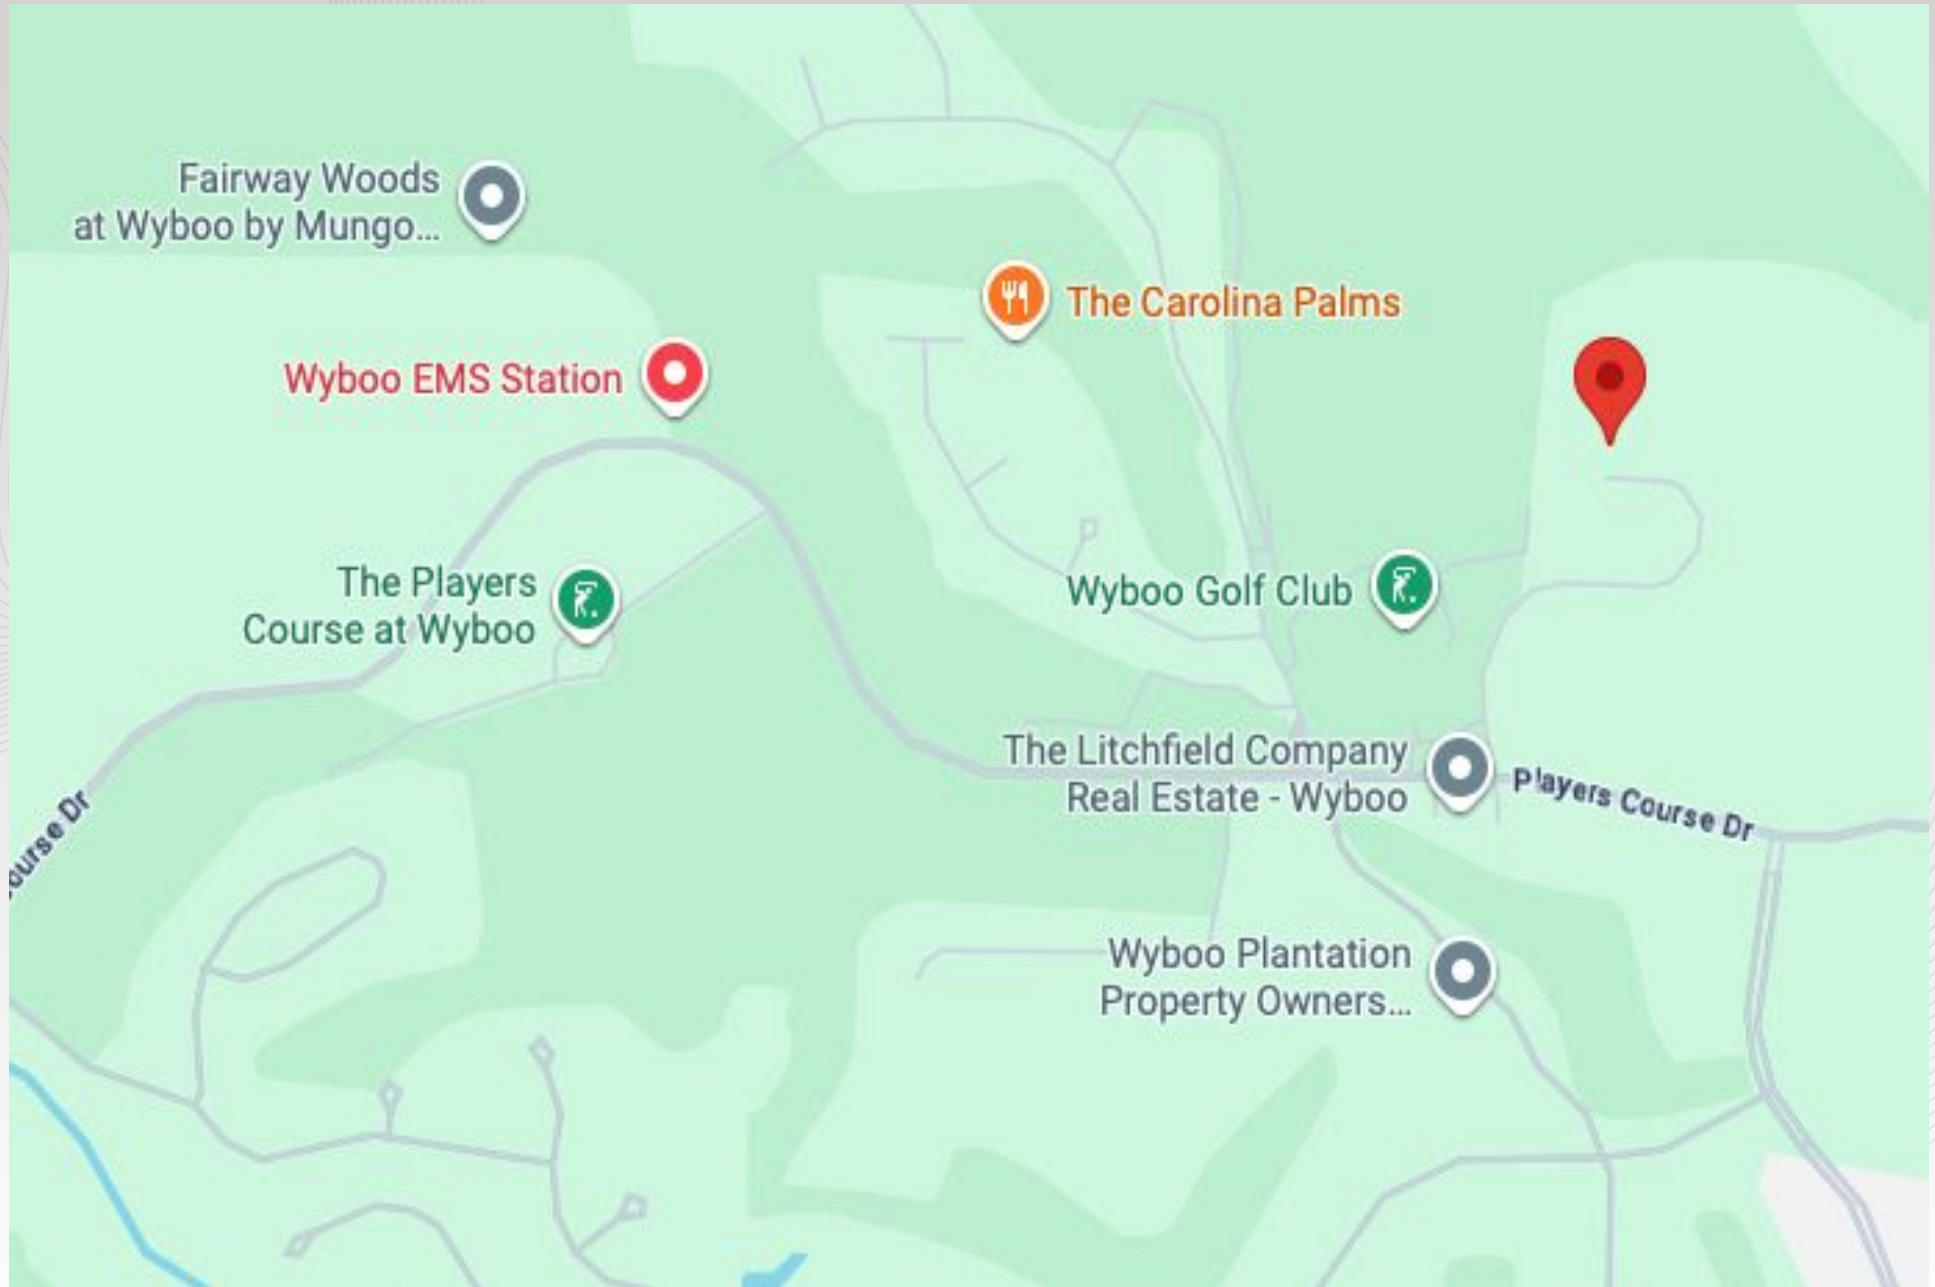 Fairway Woods
at Wyboo by Mungo...
The Carolina Palms
Wyboo EMS Station
The Players
Course at Wyboo
Wyboo Golf Club
The Litchfield Company
Real Estate - Wyboo
Players Course Dr
ourse Dr
Wyboo Plantation
Property Owners...